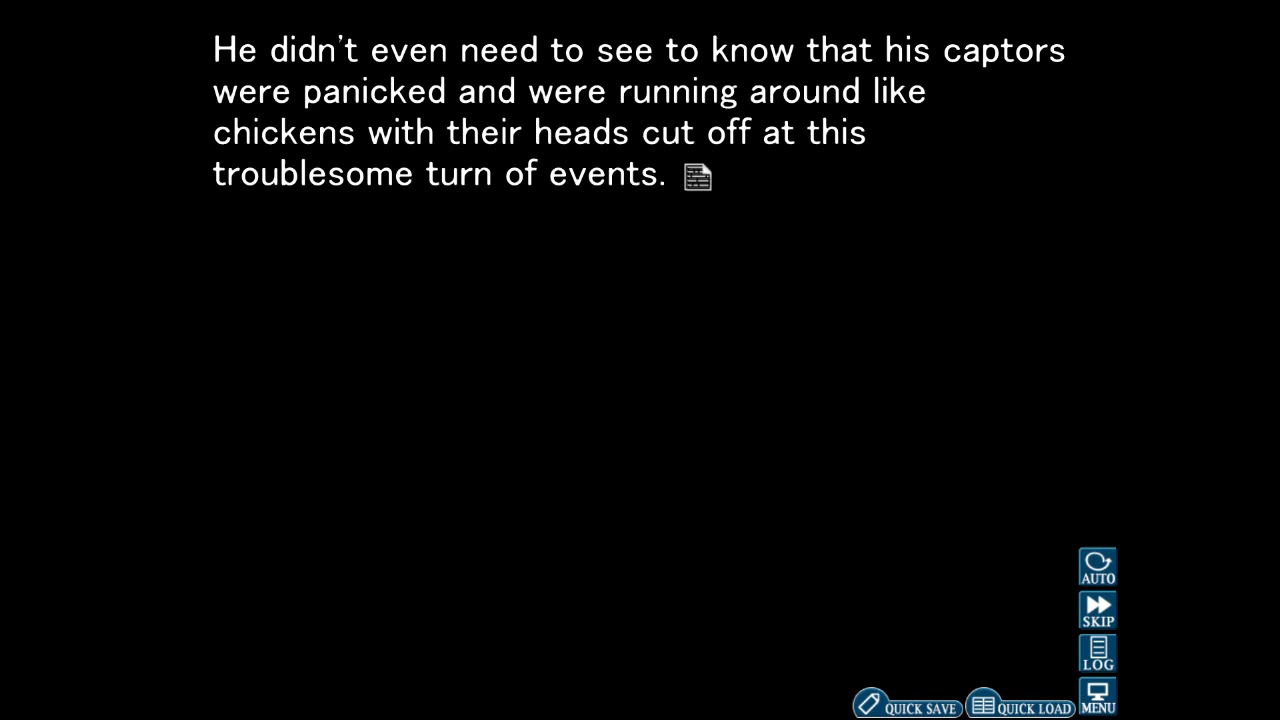 He didn’t even need to see to know that his captors
were panicked and were running around like
chickens with their heads cut off at this
troublesome turn of events.
AUTO
SKIP
LOG
QUICK SAVE
QUICK LOAD
MENU